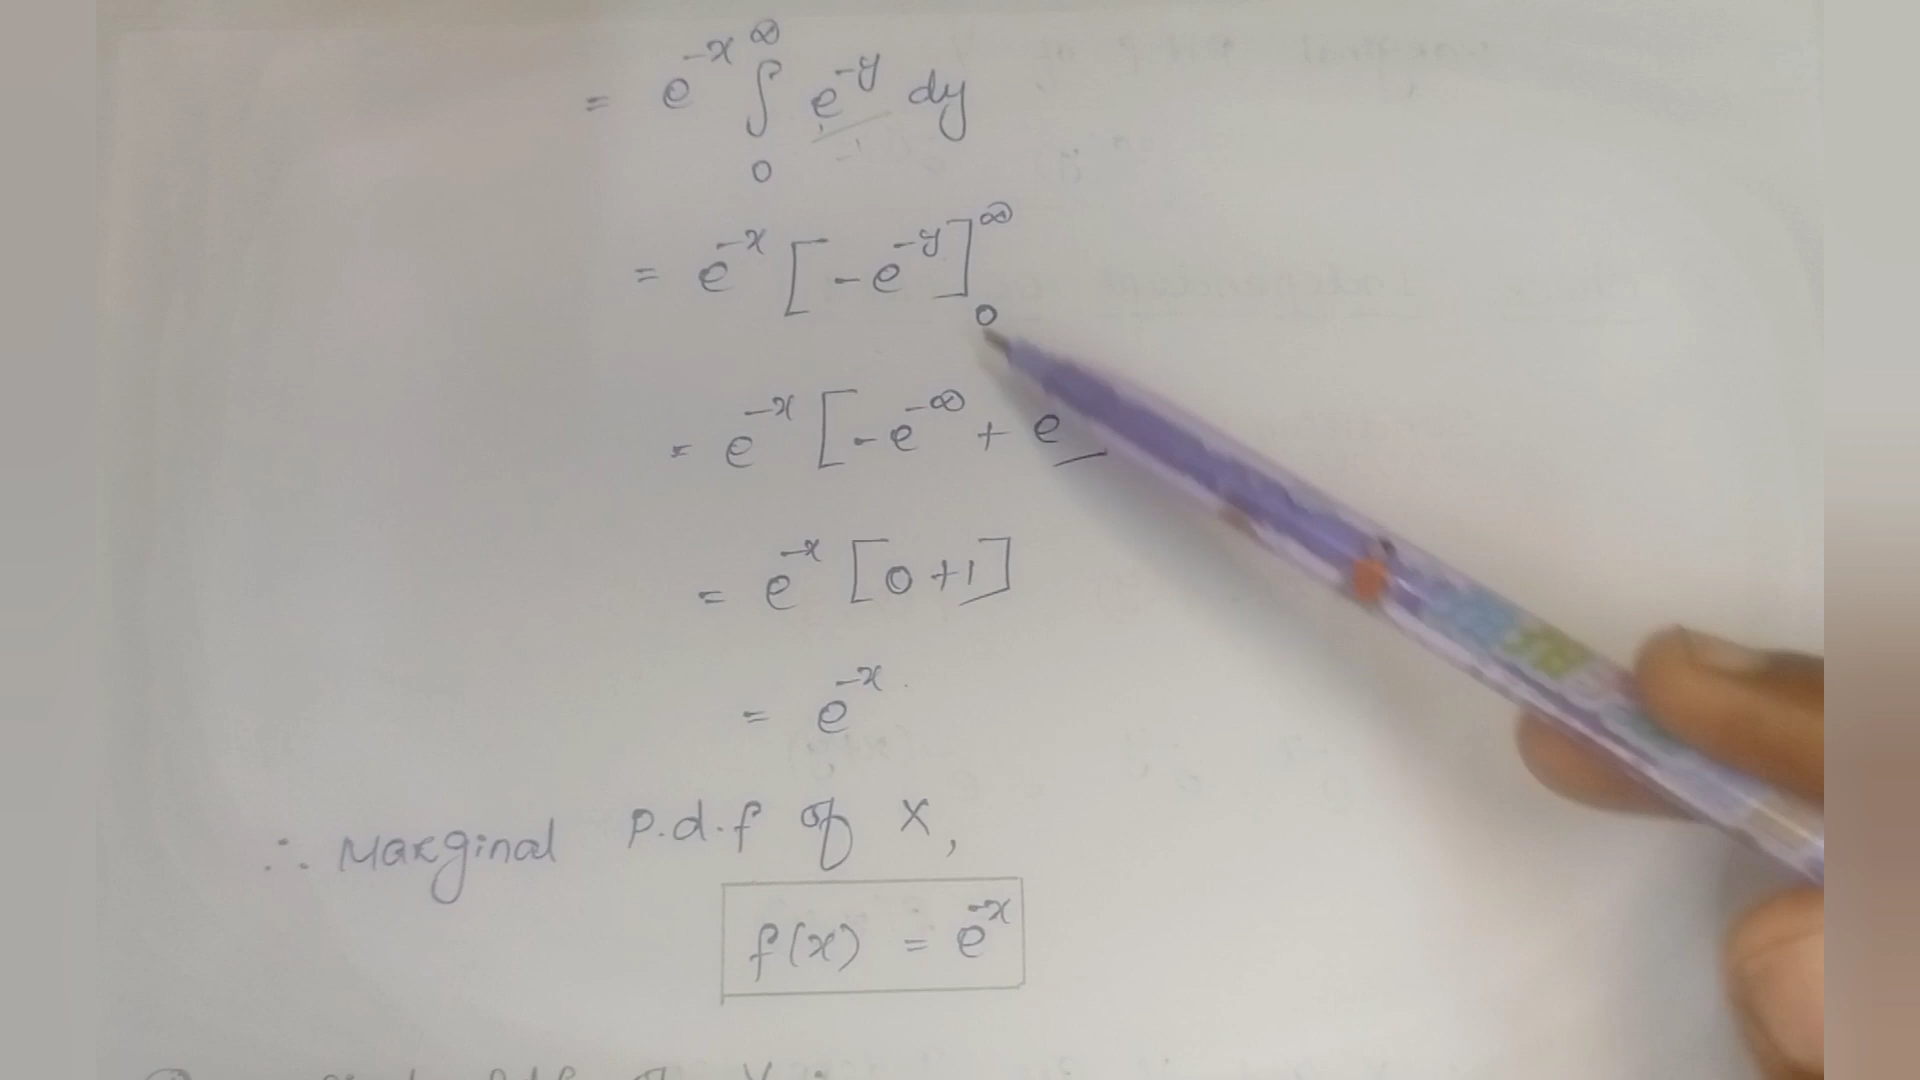 = e^{-x} ∫_0^∞ e^{-y} dy
= e^{-x} [-e^{-y}]_0^∞
= e^{-x} [-e^{-∞} + e
= e^{-x} [0+1]
= e^{-x}
∴ Marginal P.d.f of X,
f(x) = e^{-x}